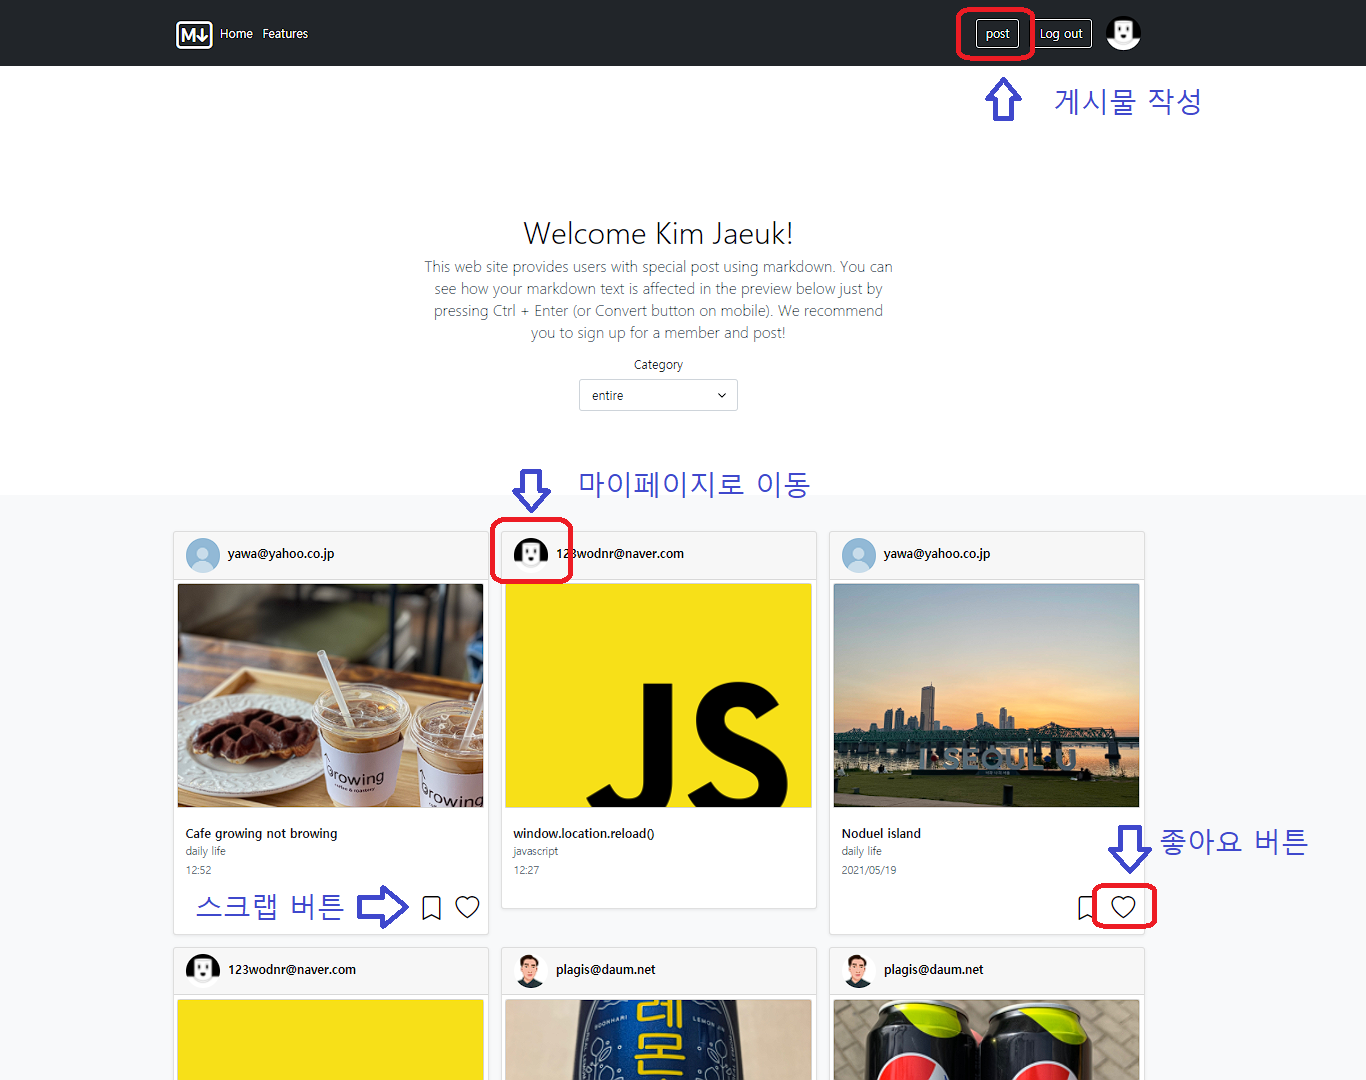 M↓ Home Features post Log out
게시물 작성
Welcome Kim Jaeuk!
This web site provides users with special post using markdown. You can
see how your markdown text is affected in the preview below just by
pressing Ctrl + Enter (or Convert button on mobile). We recommend
you to sign up for a member and post!
Category
entire
마이페이지로 이동
yawa@yahoo.co.jp
Growing
Growing
Cafe growing not browing
daily life
12:52
스크랩 버튼
123wodnr@naver.com
JS
window.location.reload()
javascript
12:27
yawa@yahoo.co.jp
I SEOUL U
Noduel island
daily life
2021/05/19
좋아요 버튼
123wodnr@naver.com
plagis@daum.net
SOONHARI
레몬
plagis@daum.net